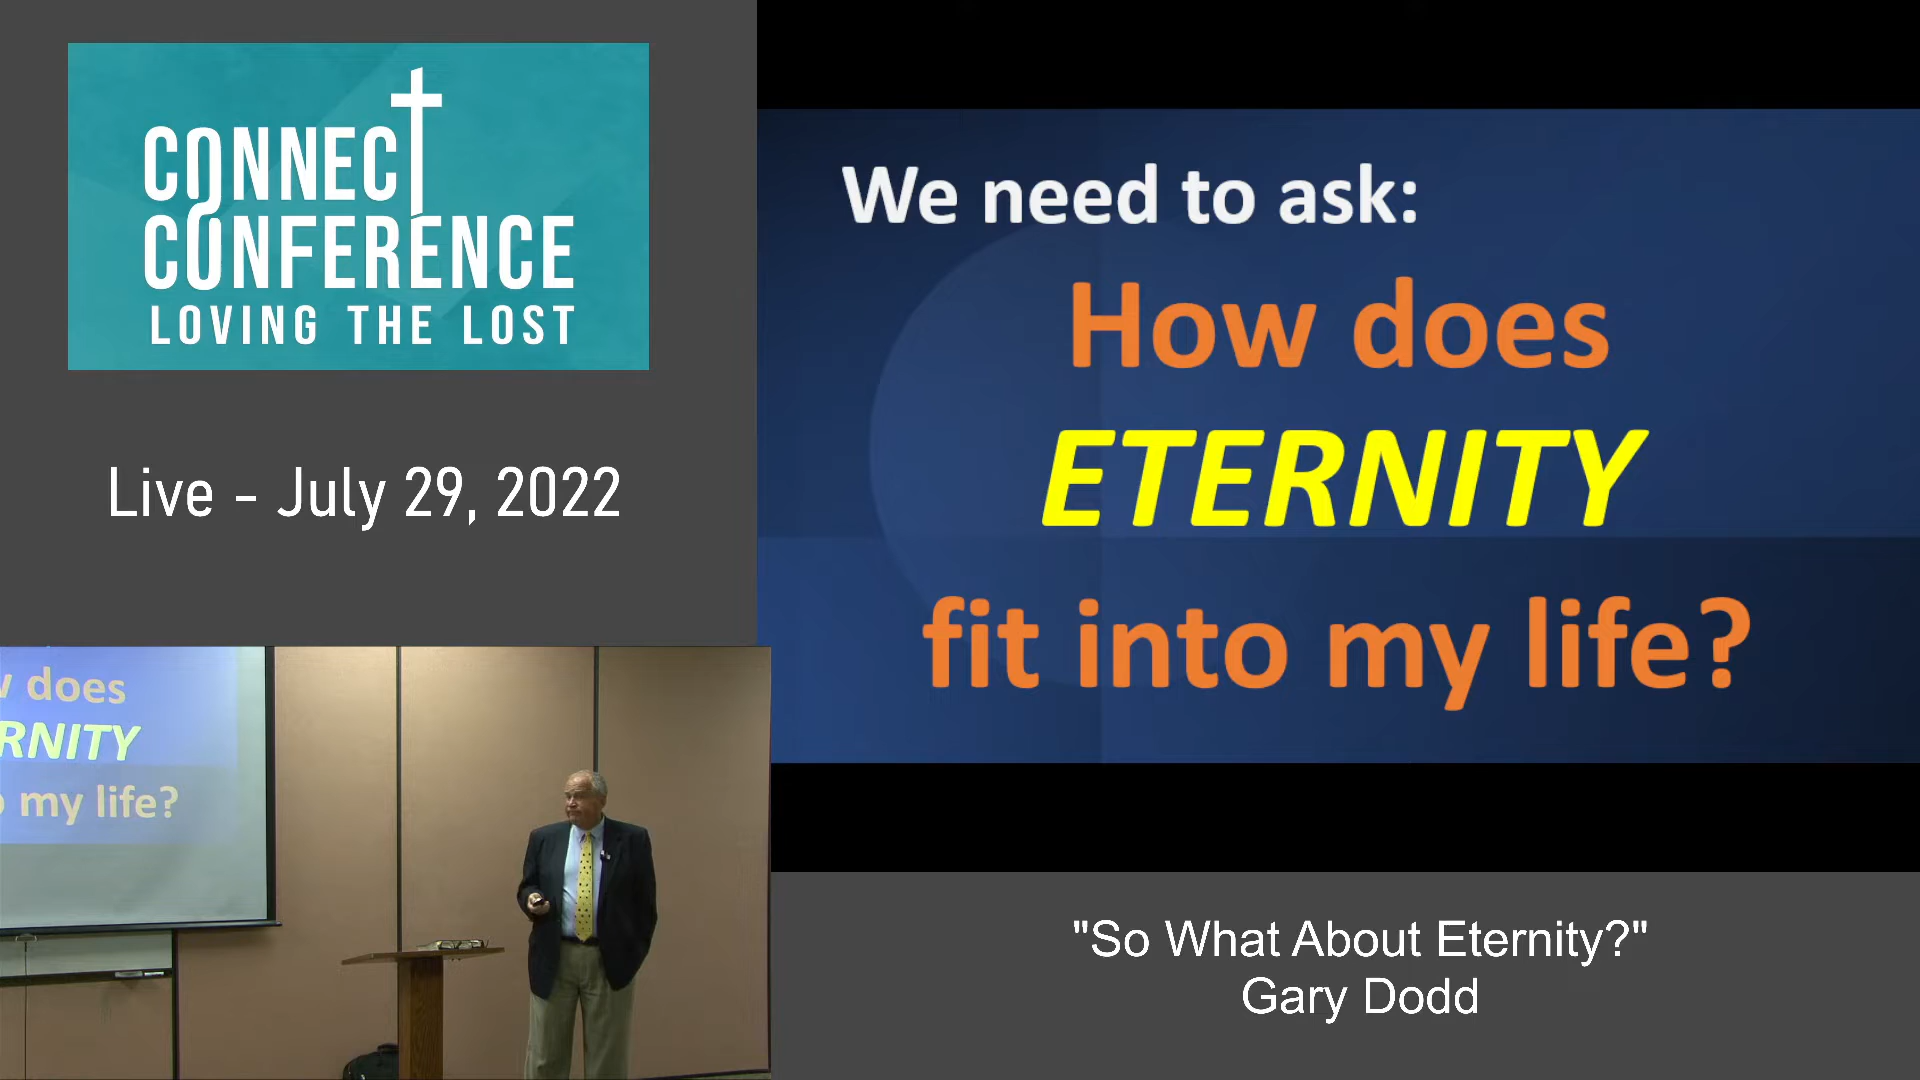 CONNECT
CONFERENCE
LOVING THE LOST
Live - July 29, 2022
We need to ask:
How does
ETERNITY
fit into my life?
does
RNITY
my life?
"So What About Eternity?"
Gary Dodd